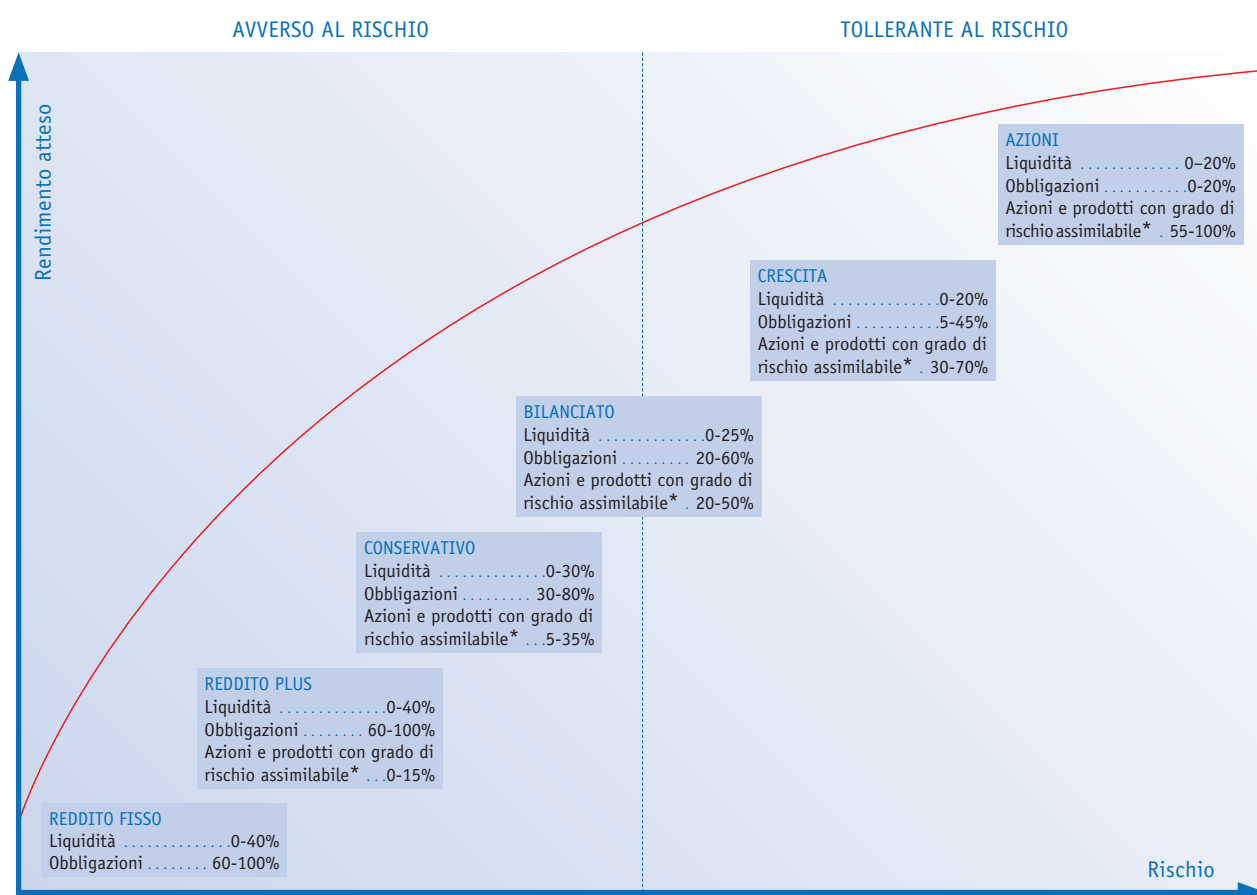 AVVERSO AL RISCHIO
TOLLERANTE AL RISCHIO
Rendimento atteso
AZIONI
Liquidità ............. 0–20%
Obbligazioni ...........0-20%
Azioni e prodotti con grado di
rischio assimilabile* . 55-100%
CRESCITA
Liquidità ..............0-20%
Obbligazioni ...........5-45%
Azioni e prodotti con grado di
rischio assimilabile* . 30-70%
BILANCIATO
Liquidità ..............0-25%
Obbligazioni ......... 20-60%
Azioni e prodotti con grado di
rischio assimilabile* . 20-50%
CONSERVATIVO
Liquidità ..............0-30%
Obbligazioni ......... 30-80%
Azioni e prodotti con grado di
rischio assimilabile* ...5-35%
REDDITO PLUS
Liquidità ..............0-40%
Obbligazioni ........ 60-100%
Azioni e prodotti con grado di
rischio assimilabile* ...0-15%
REDDITO FISSO
Liquidità ..............0-40%
Obbligazioni ........ 60-100%
Rischio